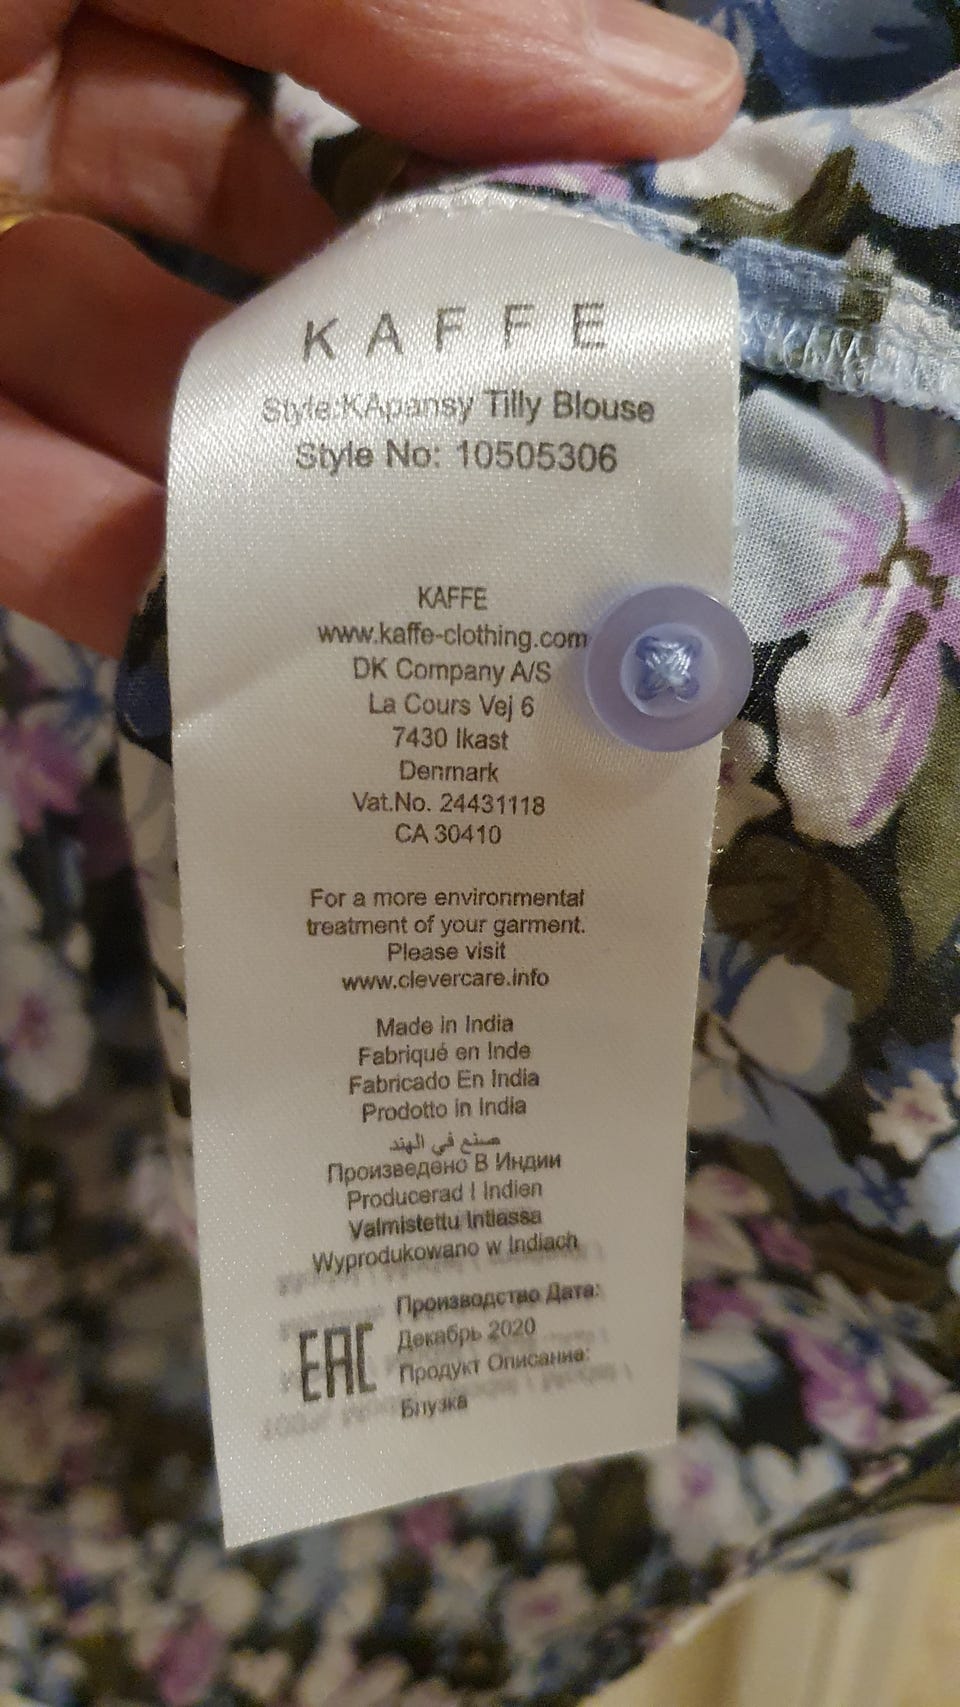 KAFFE
Style:KApansy Tilly Blouse
Style No: 10505306
KAFFE
www.kaffe-clothing.com
DK Company A/S
La Cours Vej 6
7430 Ikast
Denmark
Vat.No. 24431118
CA 30410
For a more environmental
treatment of your garment.
Please visit
www.clevercare.info
Made in India
Fabriqué en Inde
Fabricado En India
Prodotto in India
صنع في الهند
Произведено В Индии
Producerad I Indien
Valmistettu Intiassa
Wyprodukowano w Indiach
EAC
Производство Дата:
Декабрь 2020
Продукт Описание:
Блузка